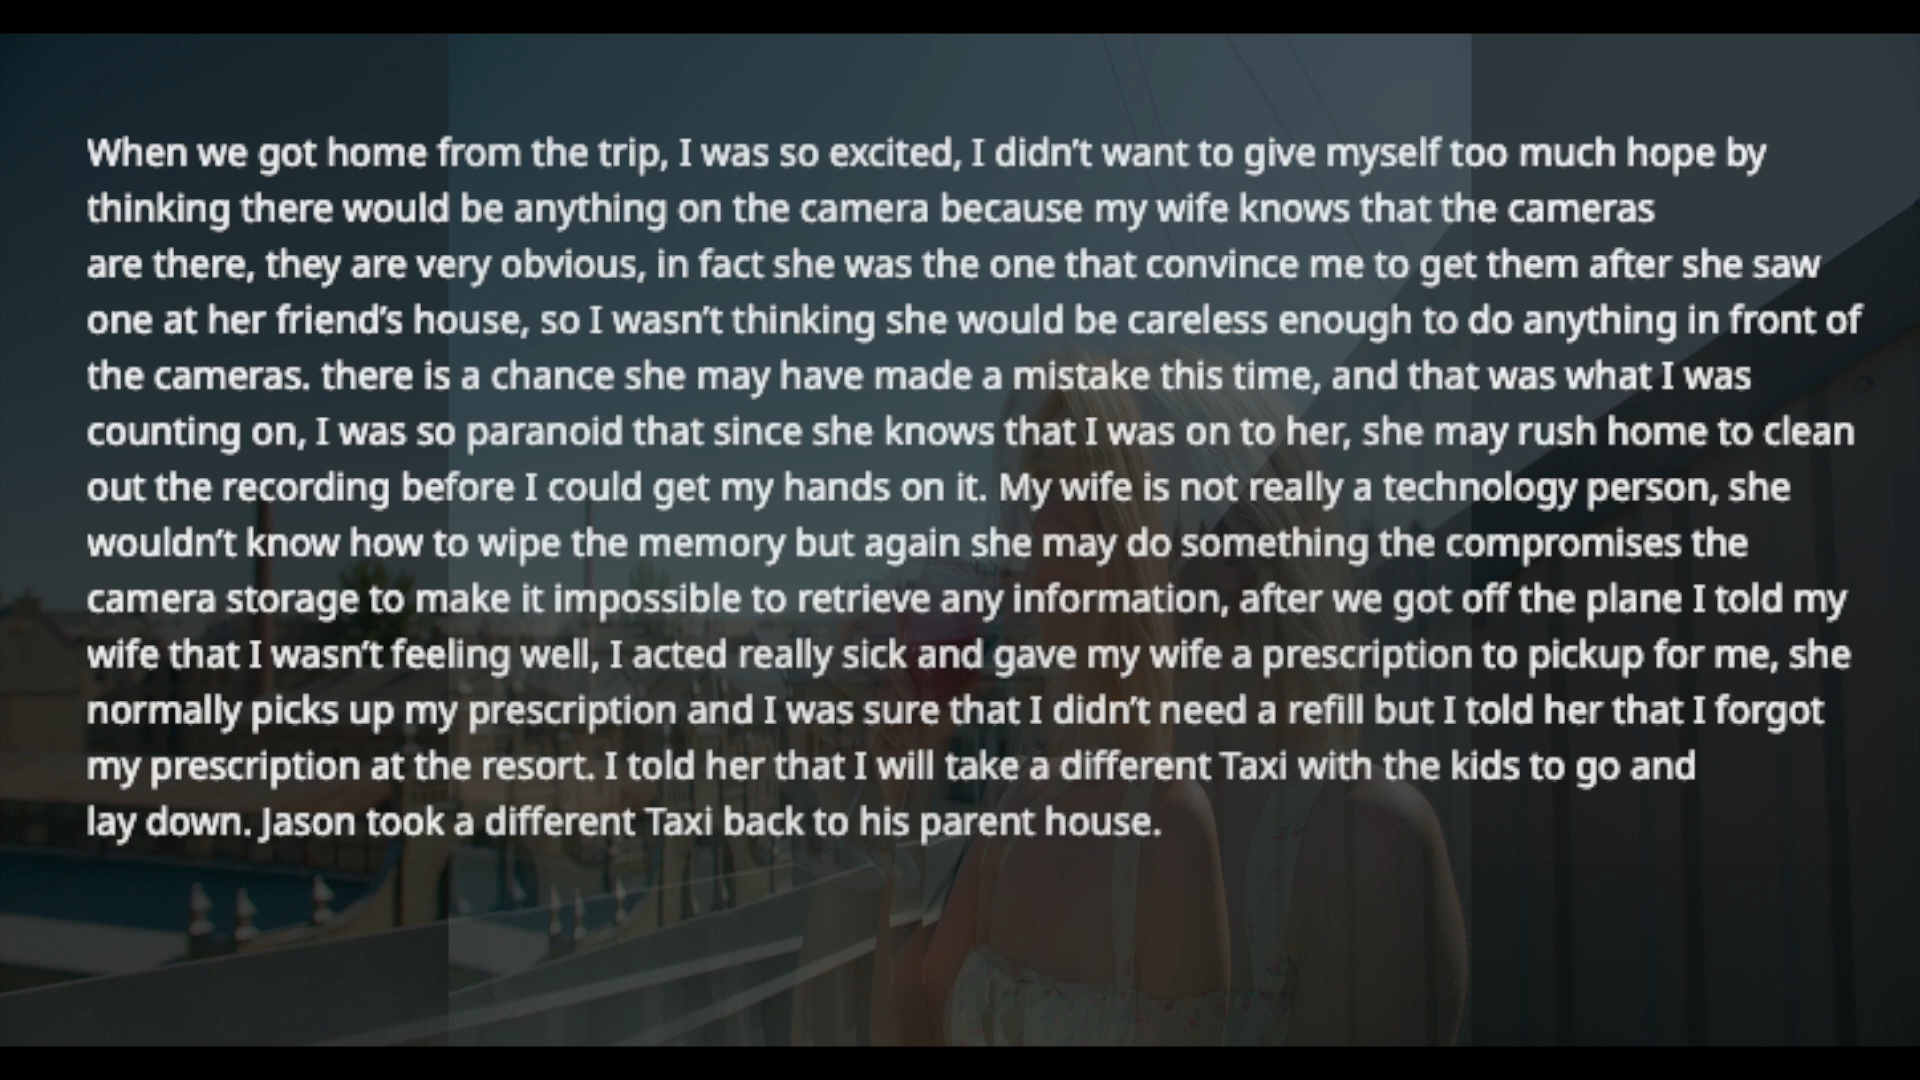 When we got home from the trip, I was so excited, I didn’t want to give myself too much hope by
thinking there would be anything on the camera because my wife knows that the cameras
are there, they are very obvious, in fact she was the one that convince me to get them after she saw
one at her friend’s house, so I wasn’t thinking she would be careless enough to do anything in front of
the cameras. there is a chance she may have made a mistake this time, and that was what I was
counting on, I was so paranoid that since she knows that I was on to her, she may rush home to clean
out the recording before I could get my hands on it. My wife is not really a technology person, she
wouldn’t know how to wipe the memory but again she may do something the compromises the
camera storage to make it impossible to retrieve any information, after we got off the plane I told my
wife that I wasn’t feeling well, I acted really sick and gave my wife a prescription to pickup for me, she
normally picks up my prescription and I was sure that I didn’t need a refill but I told her that I forgot
my prescription at the resort. I told her that I will take a different Taxi with the kids to go and
lay down. Jason took a different Taxi back to his parent house.